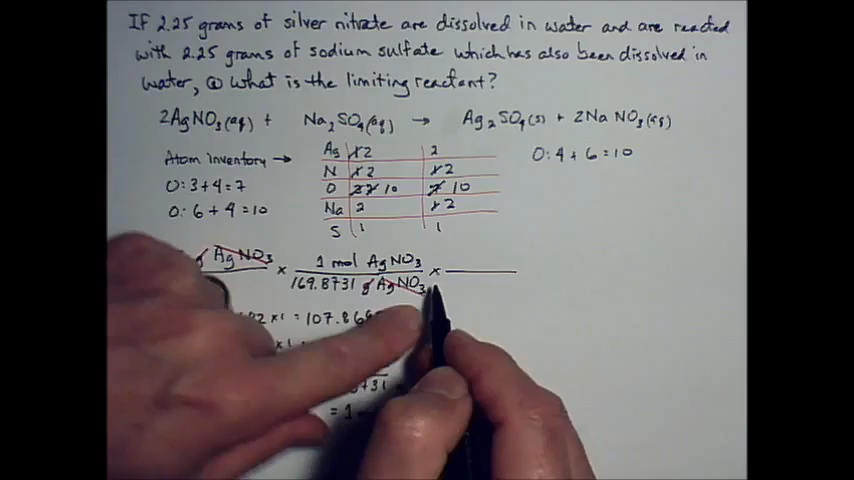 If 2.25 grams of silver nitrate are dissolved in water and are reacted
with 2.25 grams of sodium sulfate which has also been dissolved in
water, ⓐ what is the limiting reactant?
2AgNO₃(aq) + Na₂SO₄(aq) → Ag₂SO₄(s) + 2NaNO₃(aq)
Atom inventory → Ag 1 2 2 O: 4 + 6 = 10
N 1 2 1 2
O: 3+4=7 O 7 10 7 10
O: 6+4=10 Na 2 1 2
S 1 1
g AgNO₃ × 1 mol AgNO₃ ×
169.8731 g AgNO₃
×1 = 107.868
×1
31
= 1